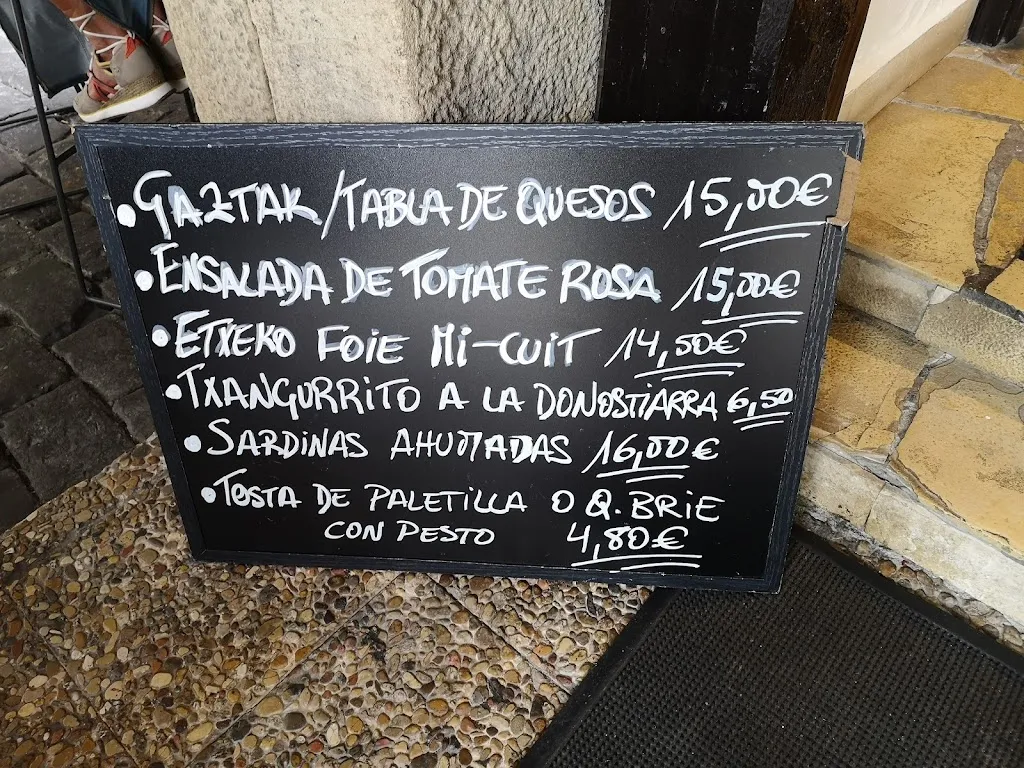 • GAZTAK / TABLA DE QUESOS 15,00€
• ENSALADA DE TOMATE ROSA 15,00€
• ETXEKO FOIE MI-CUIT 14,50€
• TXANGURRITO A LA DONOSTIARRA 6,50
• SARDINAS AHUMADAS 16,00€
• TOSTA DE PALETILLA O Q. BRIE
CON PESTO 4,80€